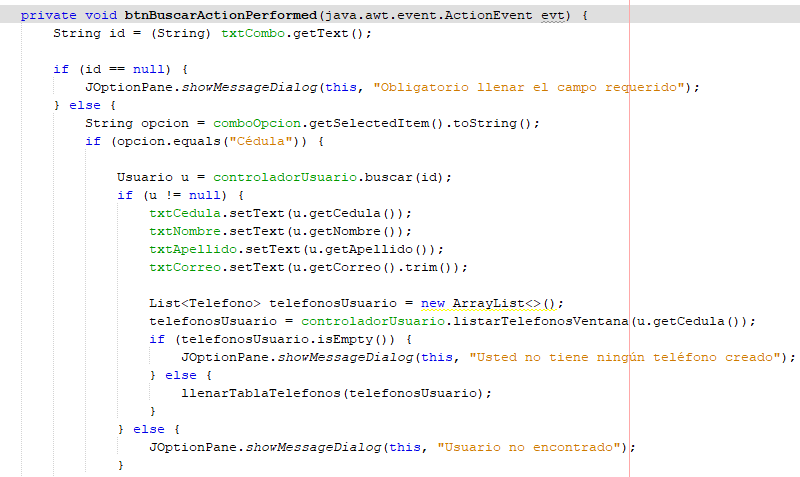 private void btnBuscarActionPerformed(java.awt.event.ActionEvent evt) {
String id = (String) txtCombo.getText();
if (id == null) {
JOptionPane.showMessageDialog(this, "Obligatorio llenar el campo requerido");
} else {
String opcion = comboOpcion.getSelectedItem().toString();
if (opcion.equals("Cédula")) {
Usuario u = controladorUsuario.buscar(id);
if (u != null) {
txtCedula.setText(u.getCedula());
txtNombre.setText(u.getNombre());
txtApellido.setText(u.getApellido());
txtCorreo.setText(u.getCorreo().trim());
List<Telefono> telefonosUsuario = new ArrayList<>();
telefonosUsuario = controladorUsuario.listarTelefonosVentana(u.getCedula());
if (telefonosUsuario.isEmpty()) {
JOptionPane.showMessageDialog(this, "Usted no tiene ningún teléfono creado");
} else {
llenarTablaTelefonos(telefonosUsuario);
}
} else {
JOptionPane.showMessageDialog(this, "Usuario no encontrado");
}